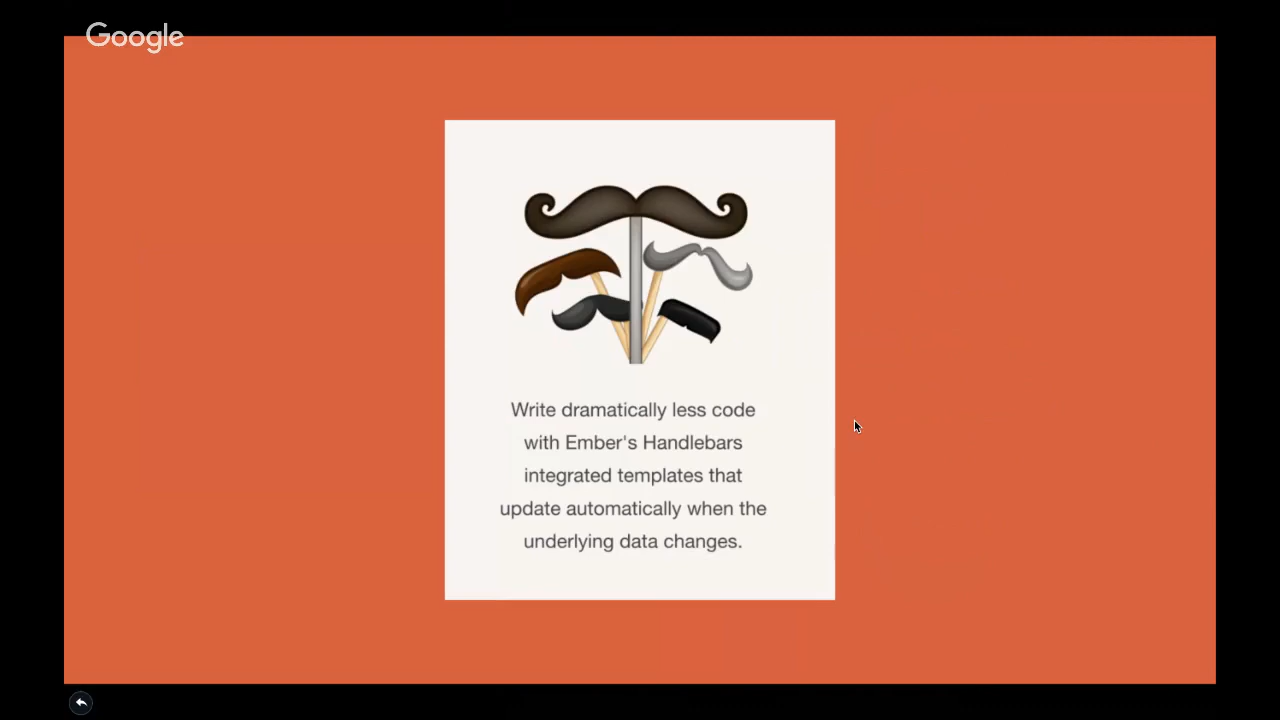 Google
Write dramatically less code
with Ember's Handlebars
integrated templates that
update automatically when the
underlying data changes.